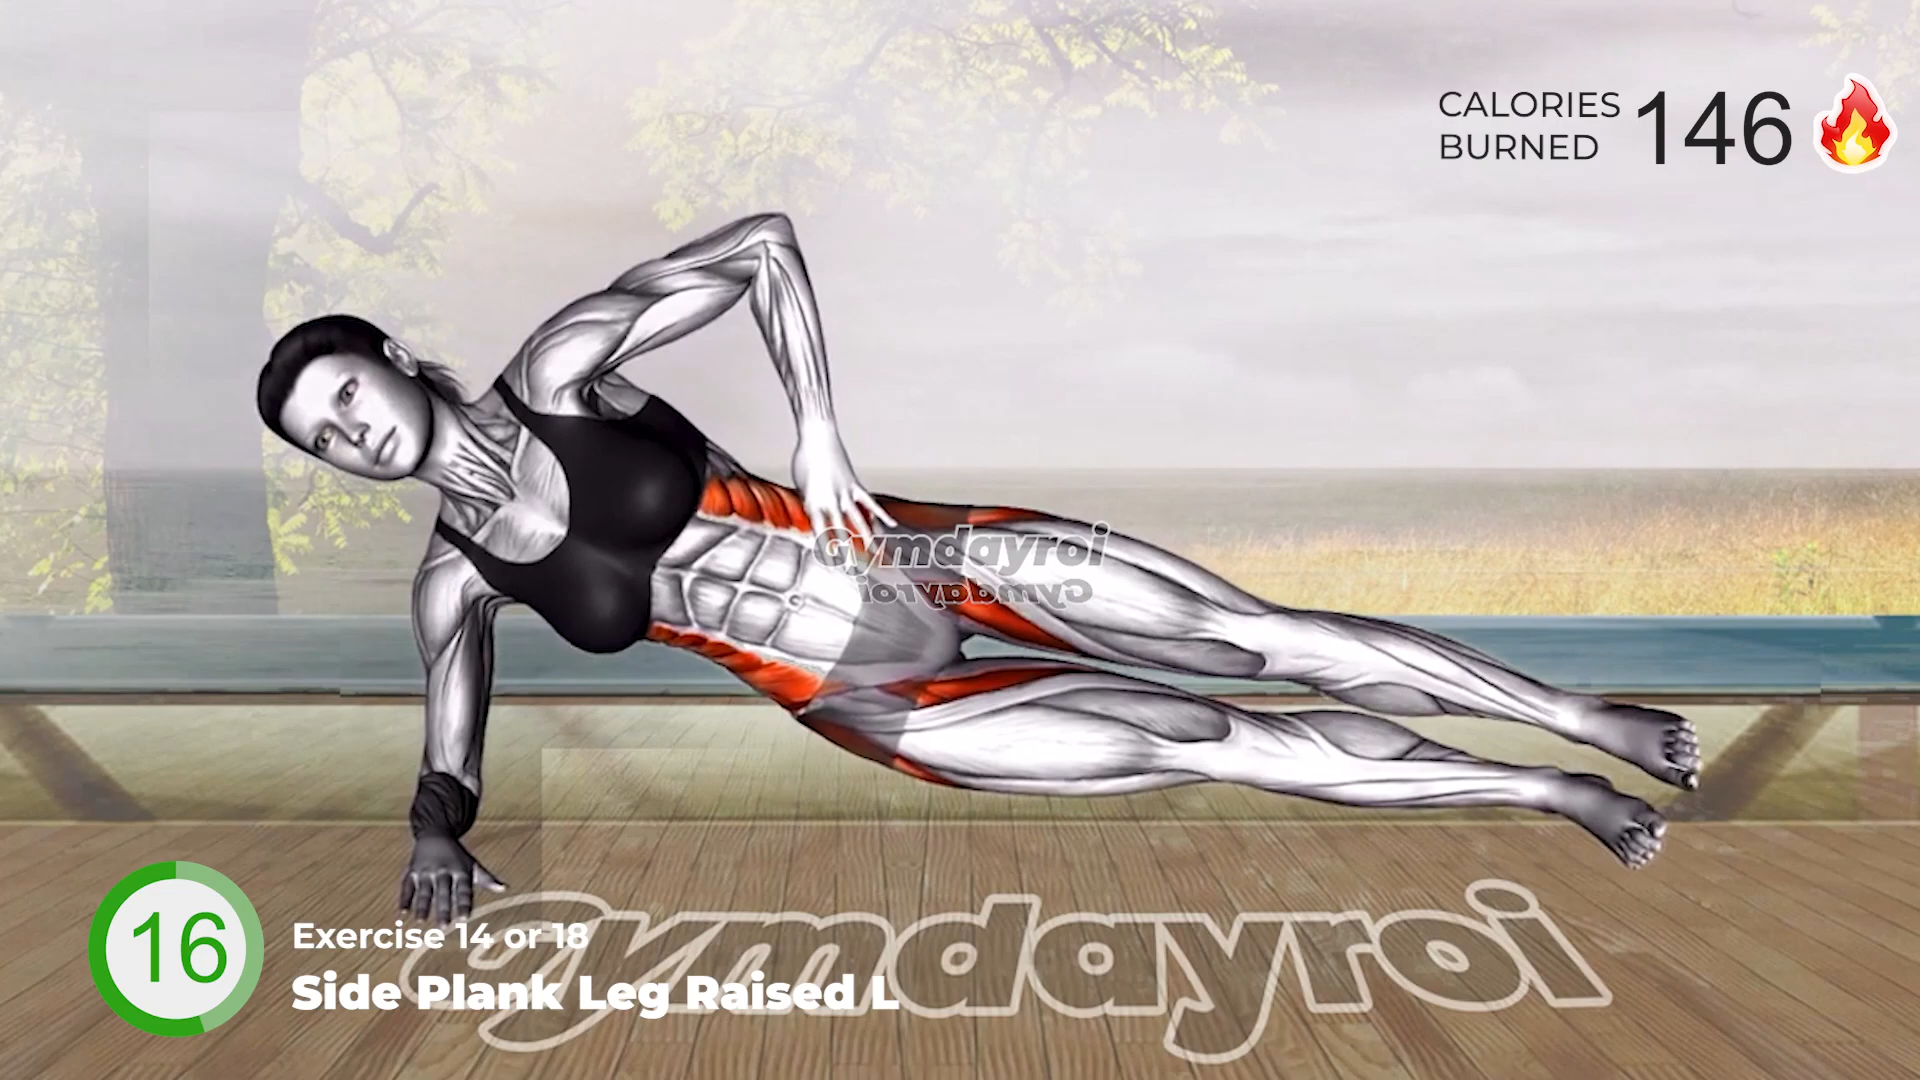 CALORIES
BURNED
146
Gymdayroi
Gymdayroi
16
Exercise 14 or 18
Side Plank Leg Raised L
Gymdayroi